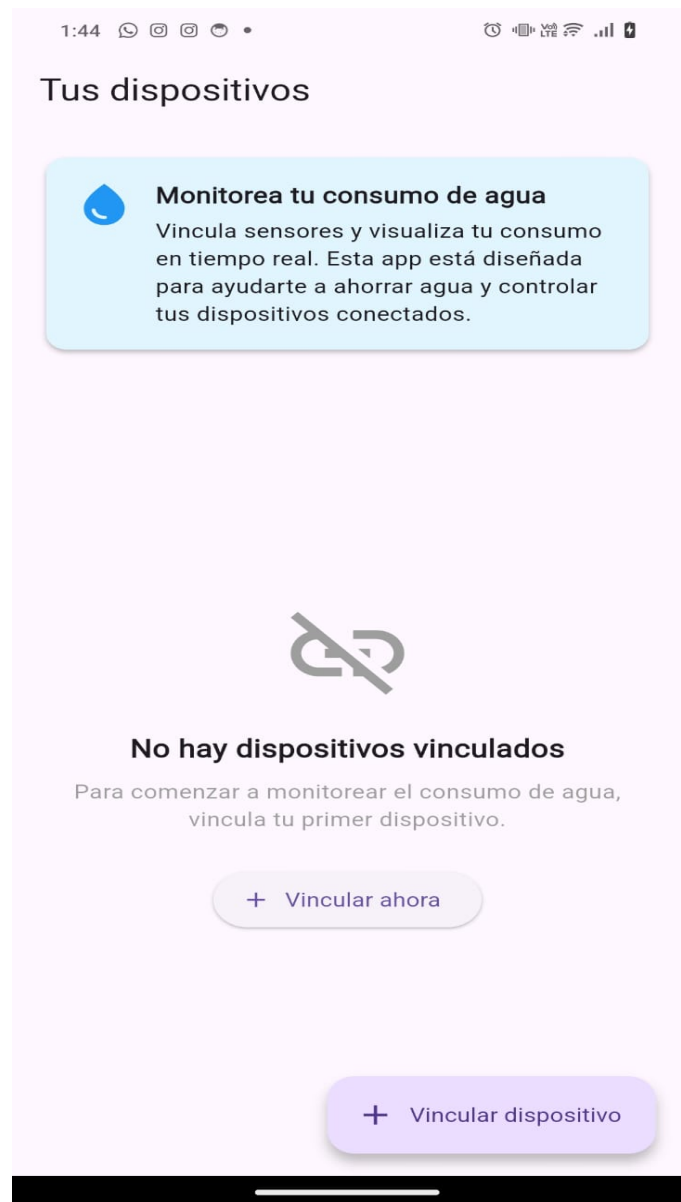 1:44
VoI) LTE
Tus dispositivos
Monitorea tu consumo de agua
Vincula sensores y visualiza tu consumo
en tiempo real. Esta app está diseñada
para ayudarte a ahorrar agua y controlar
tus dispositivos conectados.
No hay dispositivos vinculados
Para comenzar a monitorear el consumo de agua,
vincula tu primer dispositivo.
+ Vincular ahora
+ Vincular dispositivo